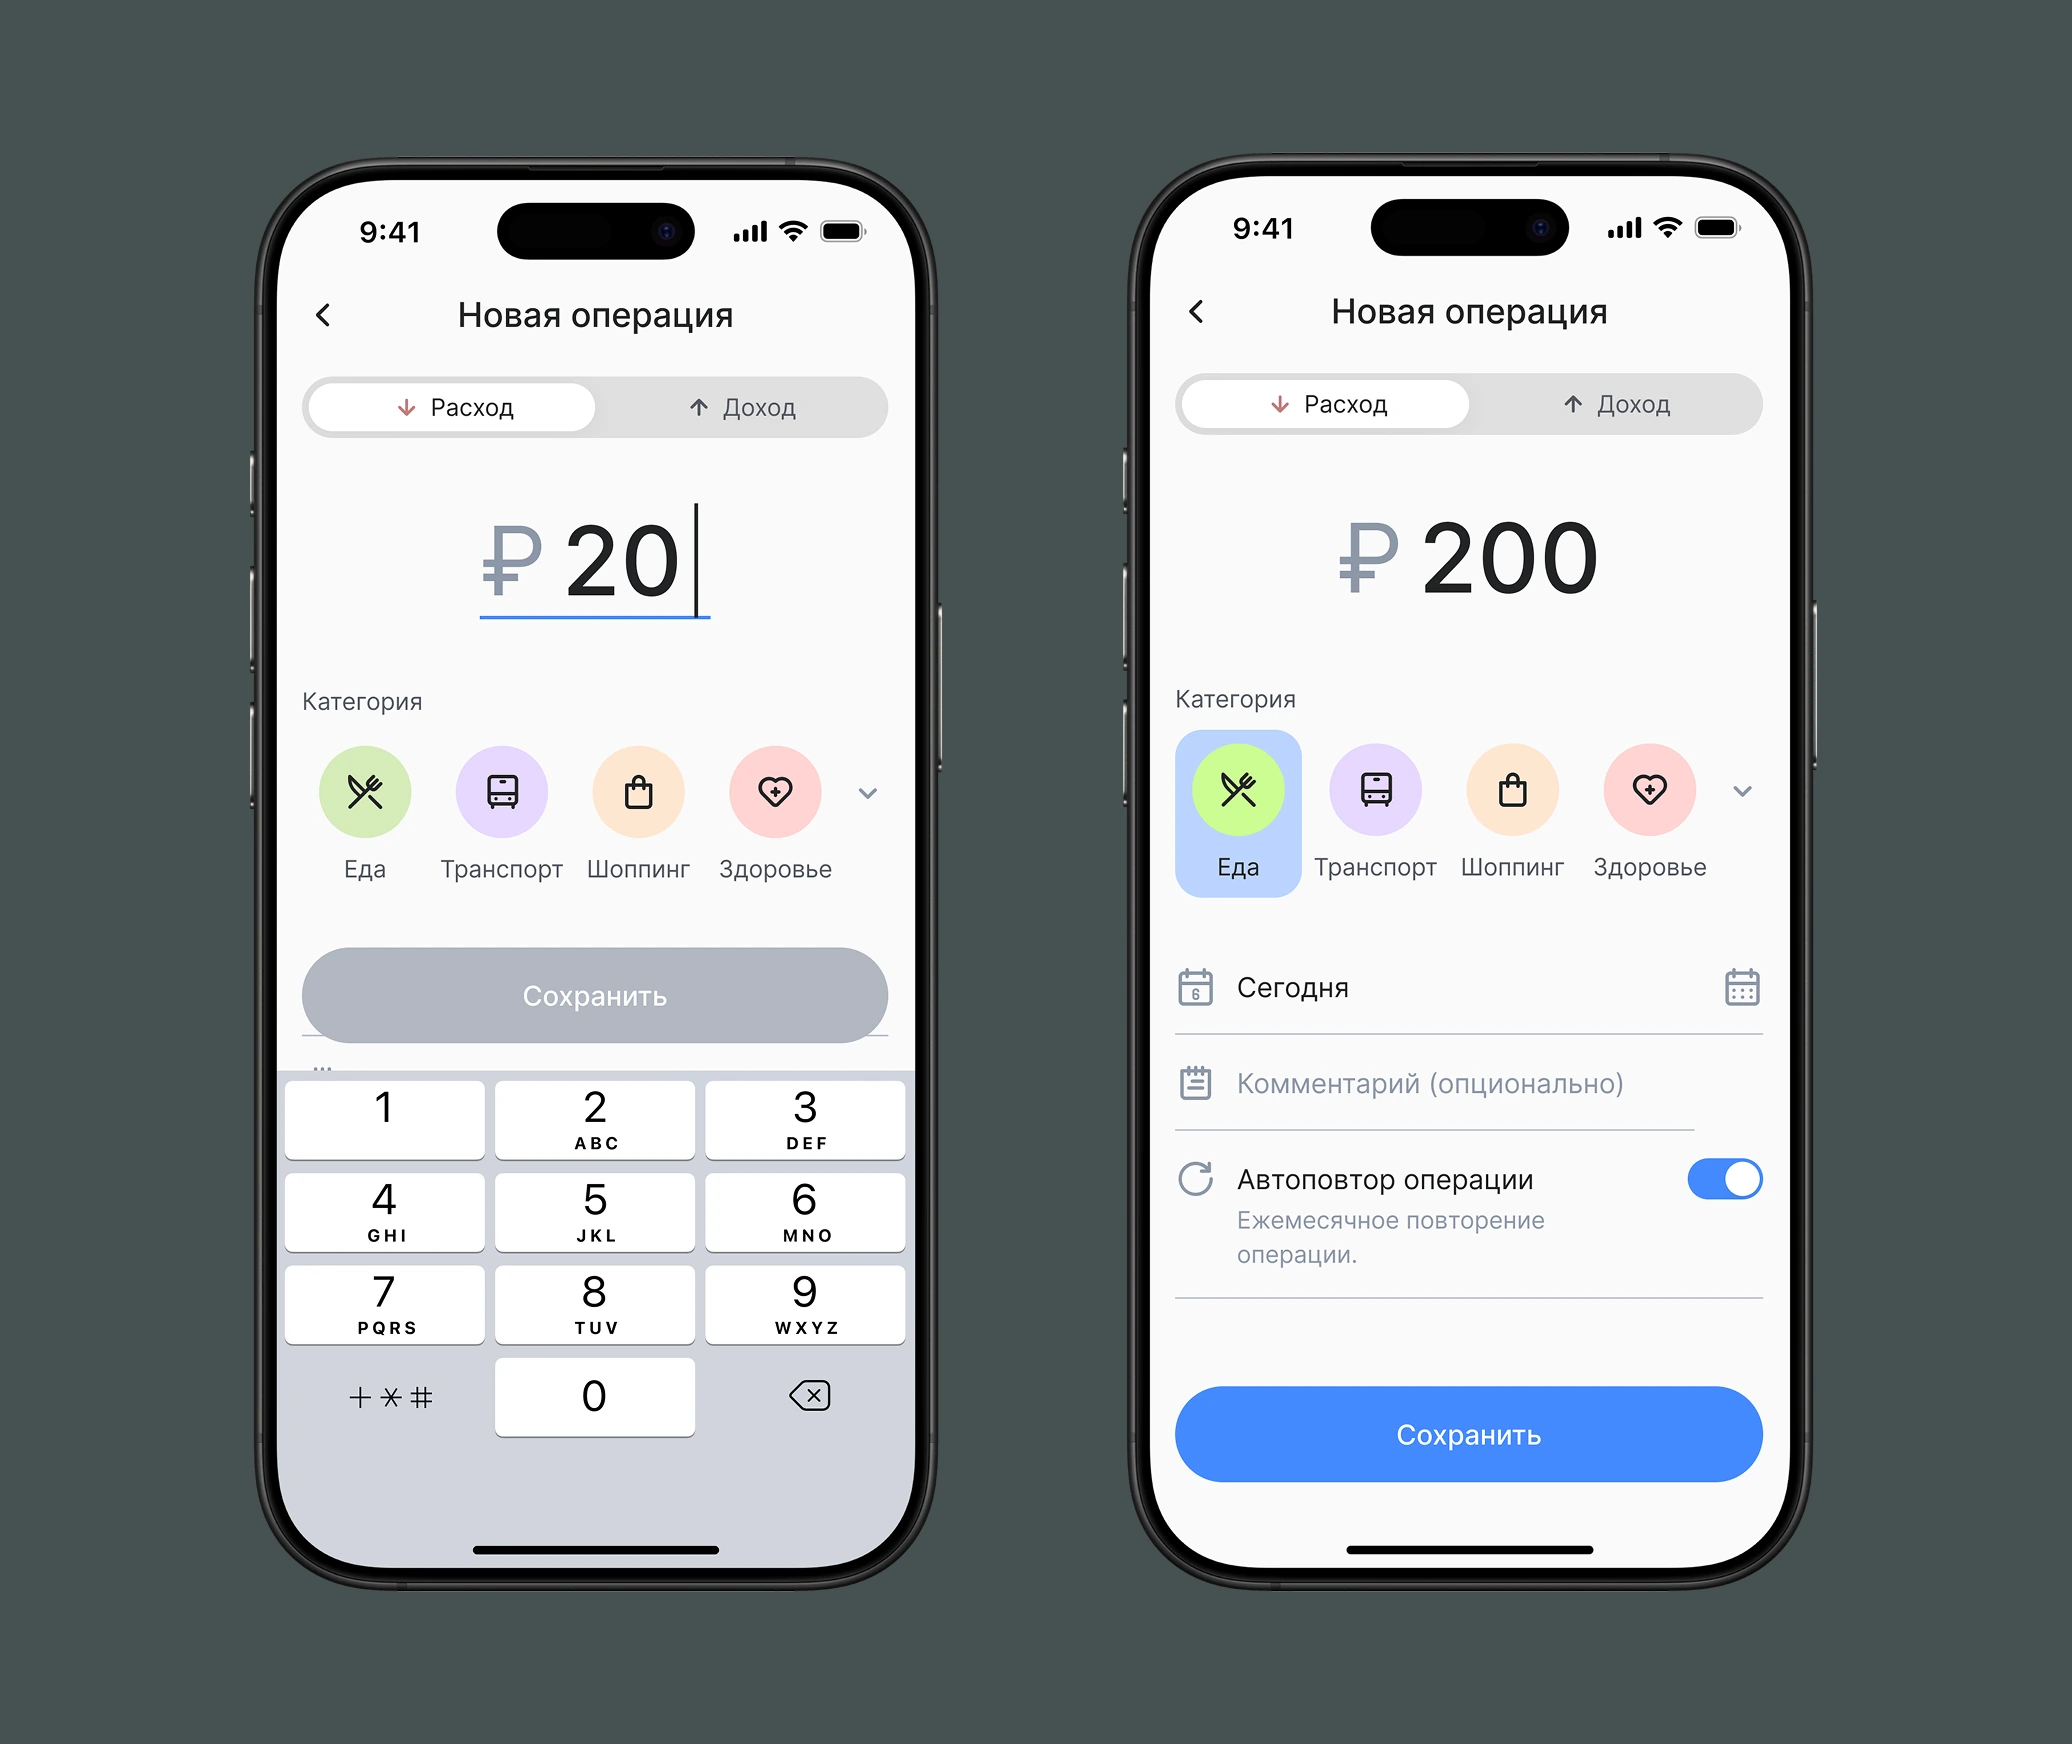 9:41
Новая операция
Расход
Доход
₽ 20
Категория
Еда
Транспорт
Шоппинг
Здоровье
Сохранить
1
2
ABC
3
DEF
4
GHI
5
JKL
6
MNO
7
PQRS
8
TUV
9
WXYZ
+*#
0
9:41
Новая операция
Расход
Доход
₽ 200
Категория
Еда
Транспорт
Шоппинг
Здоровье
6
Сегодня
Комментарий (опционально)
Автоповтор операции
Ежемесячное повторение
операции.
Сохранить